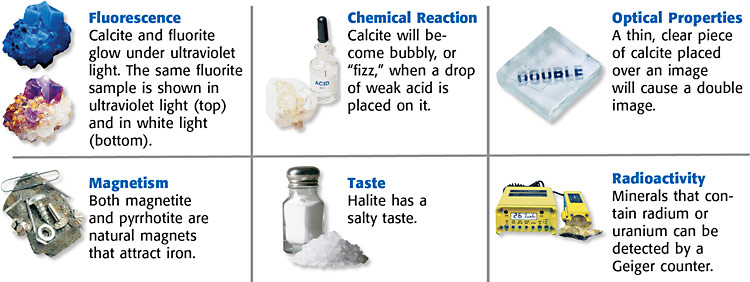 Fluorescence
Calcite and fluorite
glow under ultraviolet
light. The same fluorite
sample is shown in
ultraviolet light (top)
and in white light
(bottom).
Chemical Reaction
Calcite will be-
come bubbly, or
“fizz,” when a drop
of weak acid is
placed on it.
ACID
Optical Properties
A thin, clear piece
of calcite placed
over an image
will cause a double
image.
DOUBLE
Magnetism
Both magnetite
and pyrrhotite are
natural magnets
that attract iron.
Taste
Halite has a
salty taste.
Radioactivity
Minerals that con-
tain radium or
uranium can be
detected by a
Geiger counter.